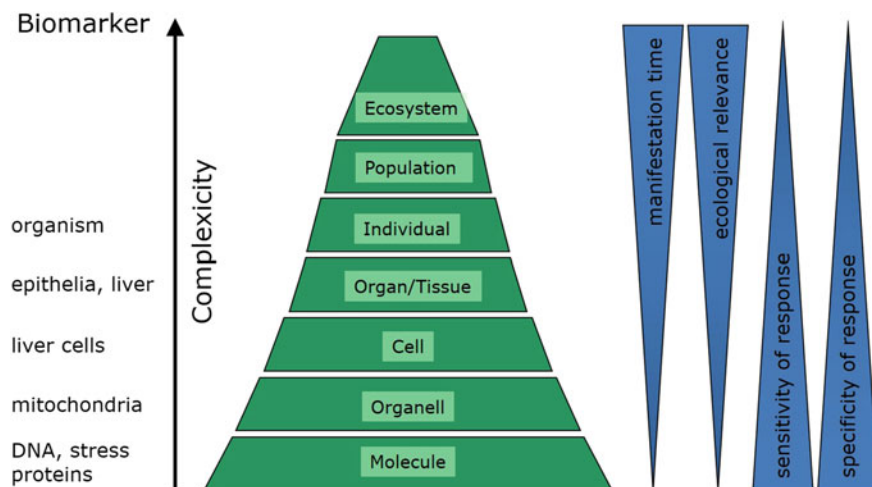 Biomarker
Complexicity
Ecosystem
Population
organism
Individual
epithelia, liver
Organ/Tissue
liver cells
Cell
mitochondria
Organell
DNA, stress
proteins
Molecule
manifestation time
ecological relevance
sensitivity of response
specificity of response